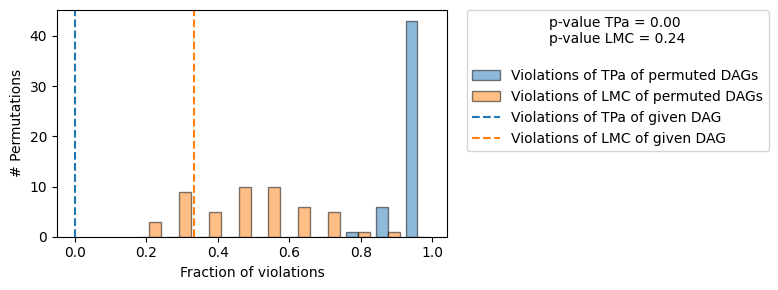 p-value TPa = 0.00
p-value LMC = 0.24
Violations of TPa of permuted DAGs
Violations of LMC of permuted DAGs
Violations of TPa of given DAG
Violations of LMC of given DAG
# Permutations
40
30
20
10
0
0.0 0.2 0.4 0.6 0.8 1.0
Fraction of violations